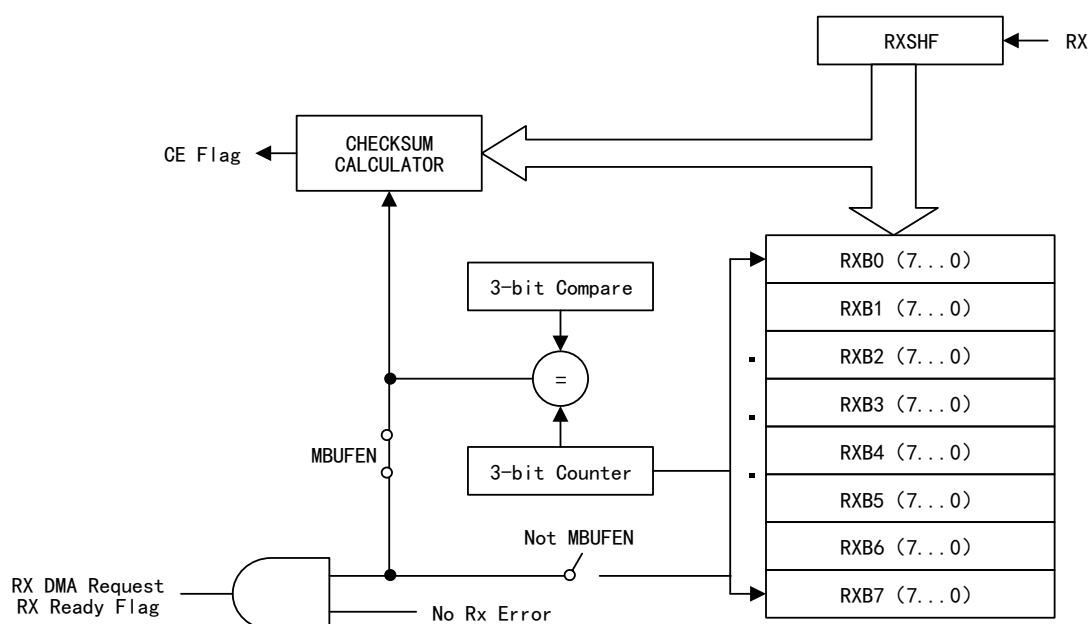 RXSHF
RX
CHECKSUM
CALCULATOR
CE Flag
RXB0 (7...0)
3-bit Compare
RXB1 (7...0)
RXB2 (7...0)
=
RXB3 (7...0)
MBUFEN
RXB4 (7...0)
3-bit Counter
RXB5 (7...0)
Not MBUFEN
RXB6 (7...0)
RX DMA Request
RX Ready Flag
RXB7 (7...0)
No Rx Error